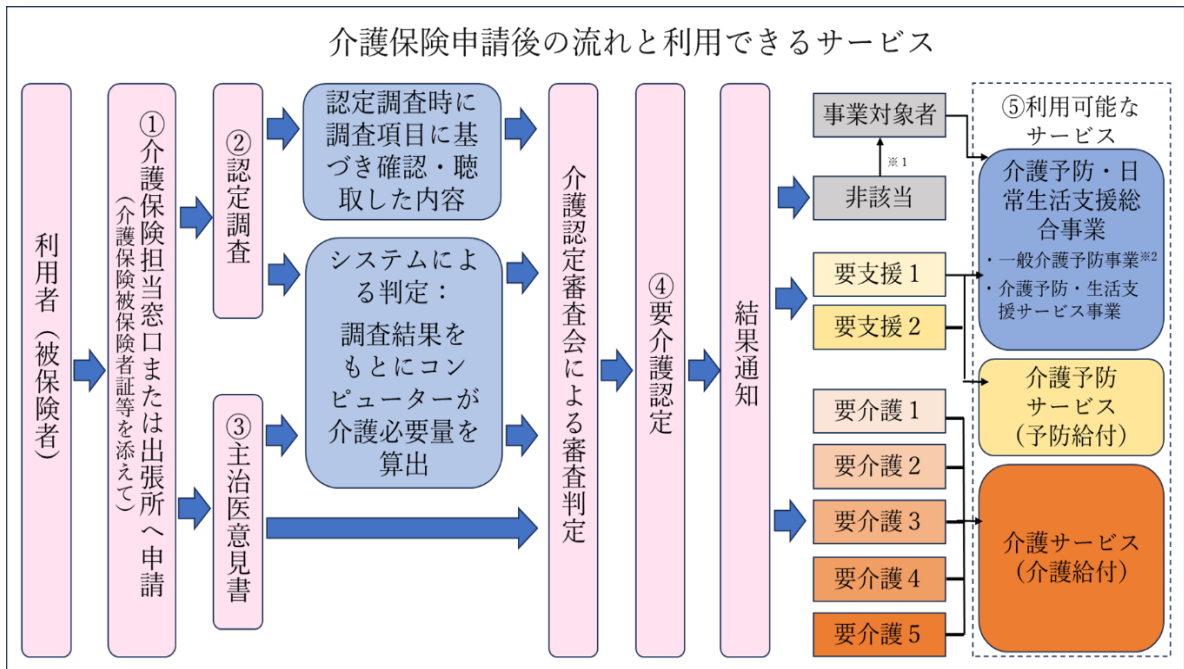 介護保険申請後の流れと利用できるサービス
利用者（被保険者）
①介護保険担当窓口または出張所へ申請
（介護保険被保険者証等を添えて）
②認定調査
③主治医意見書
認定調査時に
調査項目に基
づき確認・聴
取した内容
システムによ
る判定：
調査結果を
もとにコン
ピューターが
介護必要量を
算出
介護認定審査会による審査判定
④要介護認定
結果通知
事業対象者
※1
非該当
要支援1
要支援2
要介護1
要介護2
要介護3
要介護4
要介護5
⑤利用可能な
サービス
介護予防・日
常生活支援総
合事業
・一般介護予防事業※2
・介護予防・生活支
援サービス事業
介護予防
サービス
（予防給付）
介護サービス
（介護給付）